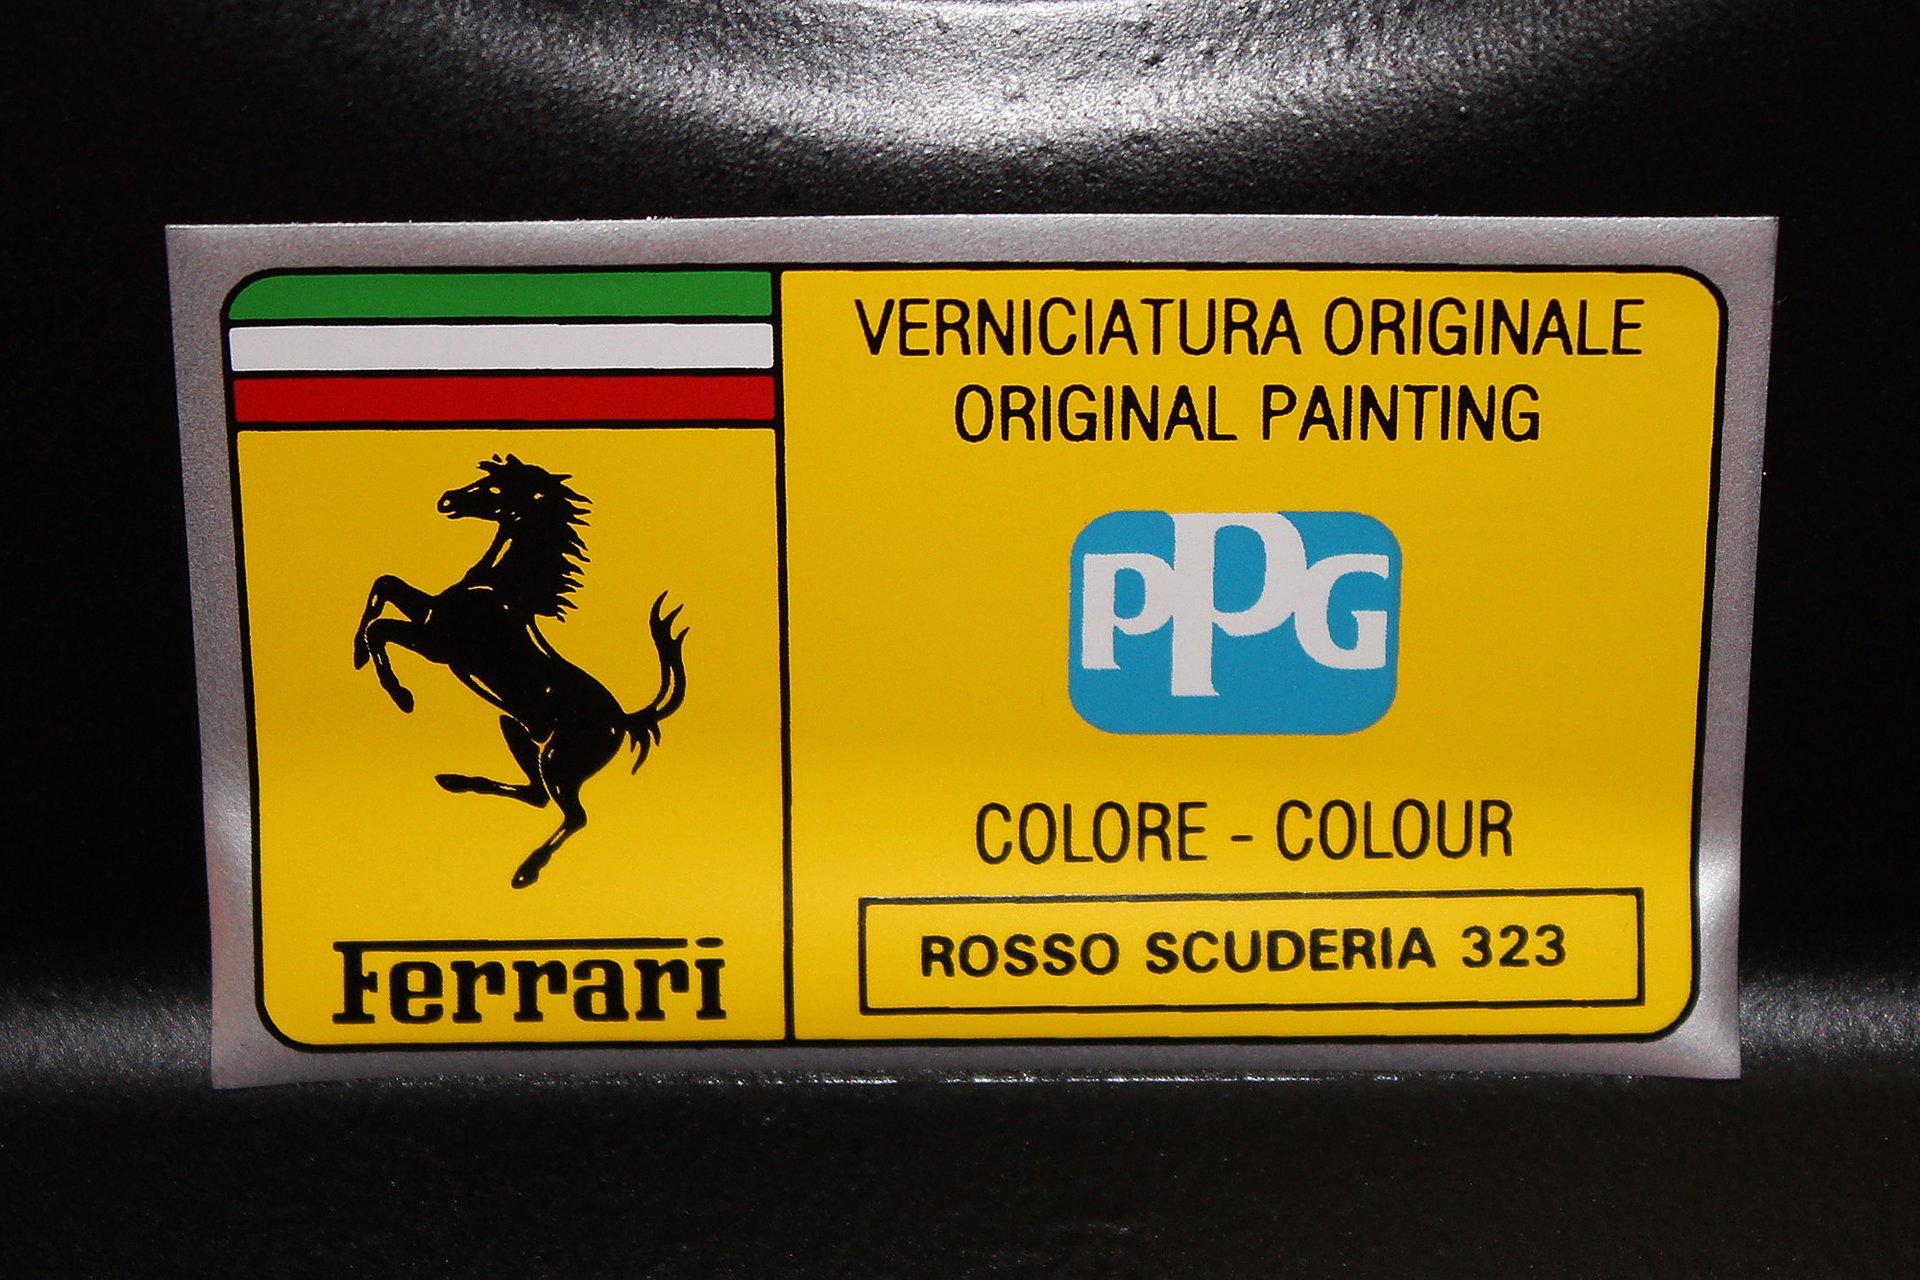 VERNICIATURA ORIGINALE
ORIGINAL PAINTING
PPG
COLORE - COLOUR
ROSSO SCUDERIA 323
Ferrari